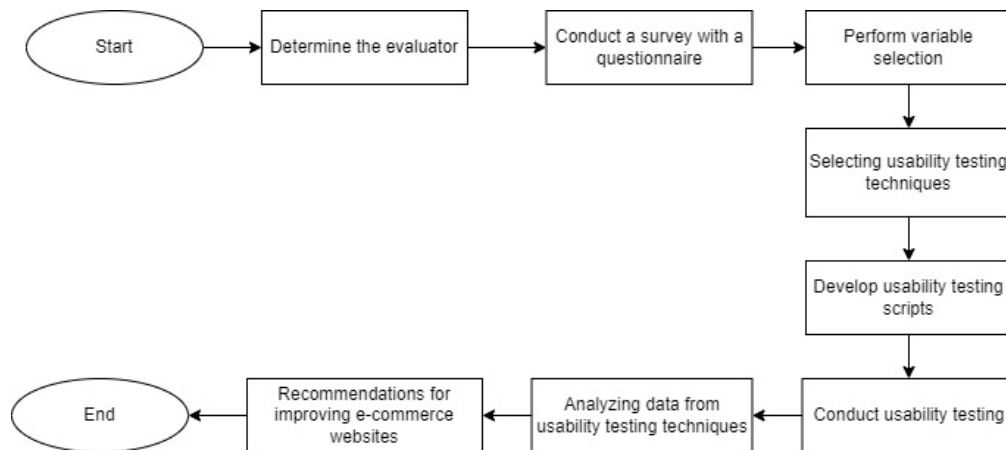 Start
Determine the evaluator
Conduct a survey with a
questionnaire
Perform variable
selection
Selecting usability testing
techniques
Develop usability testing
scripts
Conduct usability testing
Analyzing data from
usability testing techniques
Recommendations for
improving e-commerce
websites
End